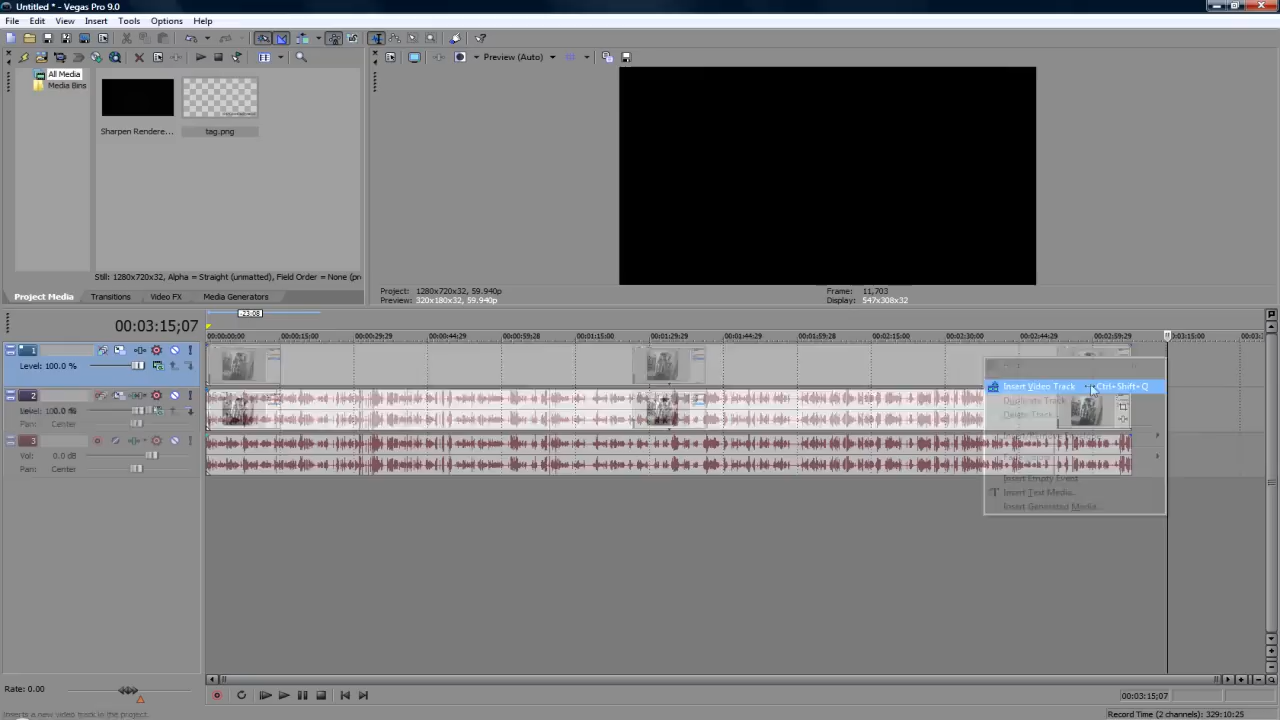 Untitled * - Vegas Pro 9.0
File Edit View Insert Tools Options Help
Preview (Auto)
All Media
Media Bins
Sharpen Rendere...
tag.png
Still: 1280x720x32, Alpha = Straight (unmatted), Field Order = None (pr
Project Media Transitions Video FX Media Generators
Project: 1280x720x32, 59.940p
Preview: 320x180x32, 59.940p
Frame: 11,703
Display: 547x308x32
00:03:15;07
-23:08
00:00:00;00 00:00:15;00 00:00:29;29 00:00:44;29 00:00:59;28 00:01:15;00 00:01:29;29 00:01:44;29 00:01:59;28 00:02:15;00 00:02:30;00 00:02:44;29 00:02:59;29 0:03:15;00 00:03:
1
Level: 100.0 %
2
Pan: Center
3
Vol: 0.0 dB
Pan: Center
Insert Video Track Ctrl+Shift+Q
Duplicate Track
Delete Track
Insert Empty Event
Insert Text Media...
Insert Generated Media...
Rate: 0.00
00:03:15;07
Inserts a new video track in the project.
Record Time (2 channels): 329:10:25